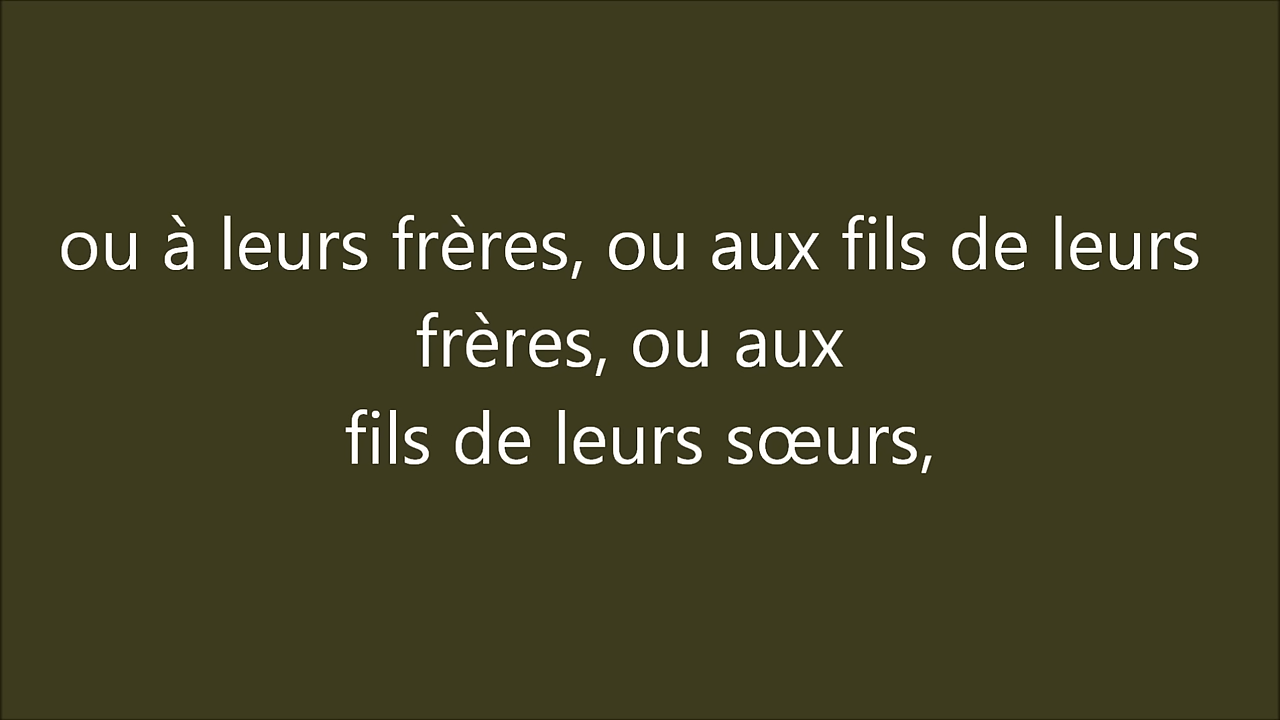 ou à leurs frères, ou aux fils de leurs
frères, ou aux
fils de leurs sœurs,